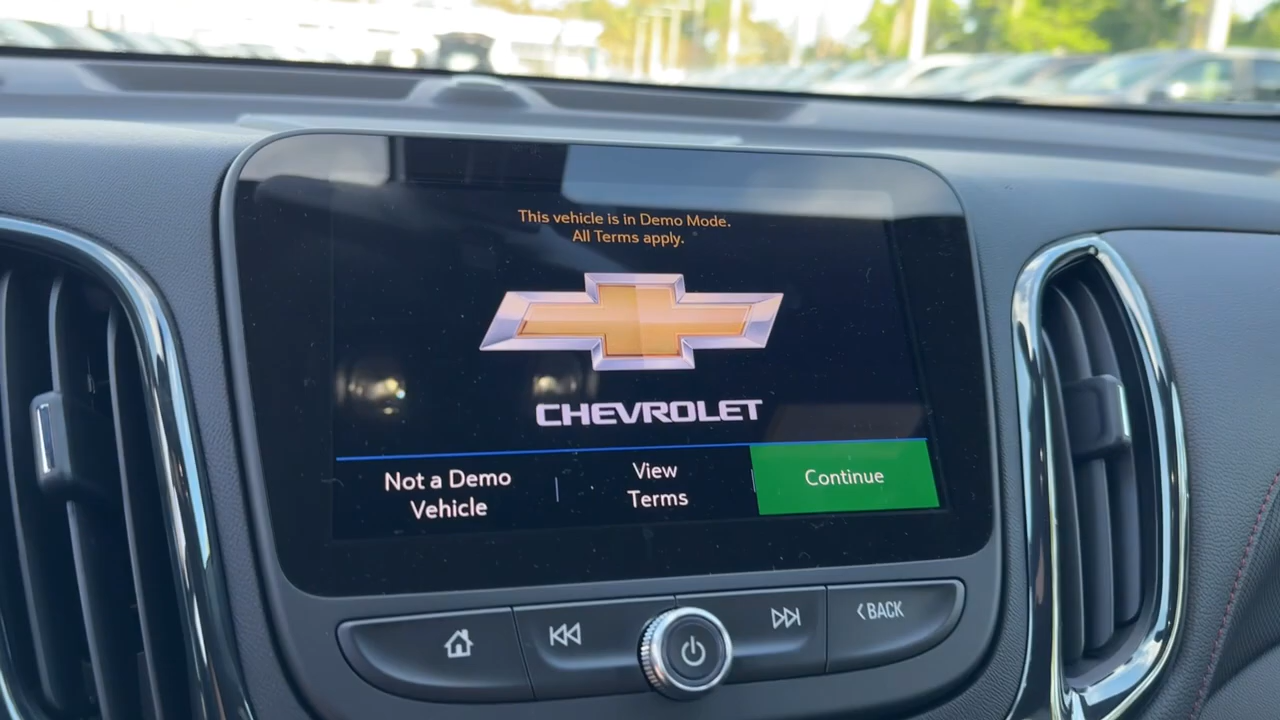 This vehicle is in Demo Mode.
All Terms apply.
CHEVROLET
Not a Demo
Vehicle
View
Terms
Continue
BACK